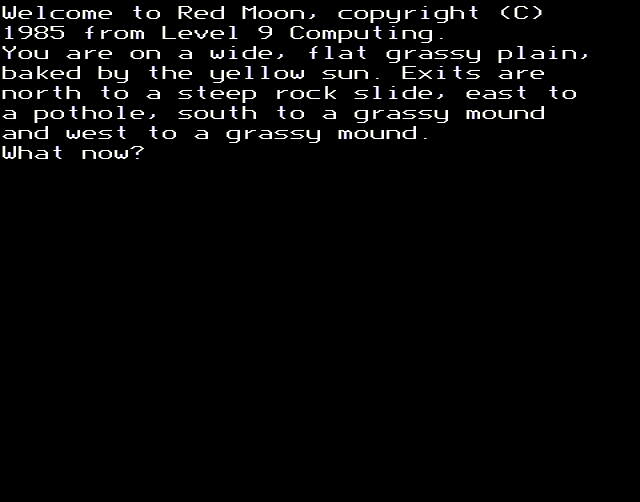 Welcome to Red Moon, copyright (C)
1985 from Level 9 Computing.
You are on a wide, flat grassy plain,
baked by the yellow sun. Exits are
north to a steep rock slide, east to
a pothole, south to a grassy mound
and west to a grassy mound.
What now?